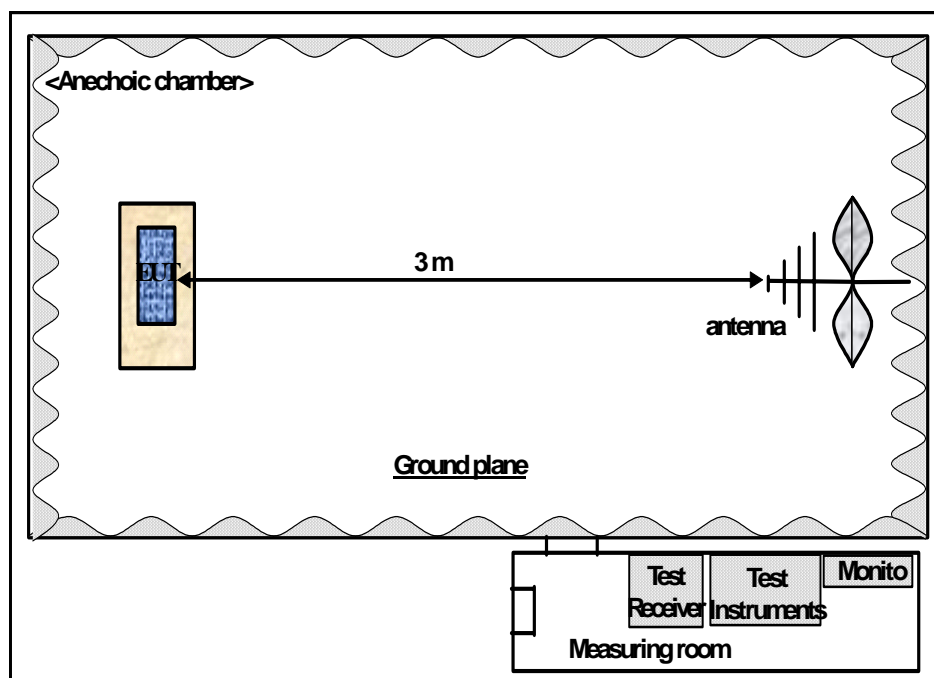 <Anechoic chamber>
3 m
EUT
antenna
Ground plane
Test
Receiver
Test
Instruments
Monito
Measuring room